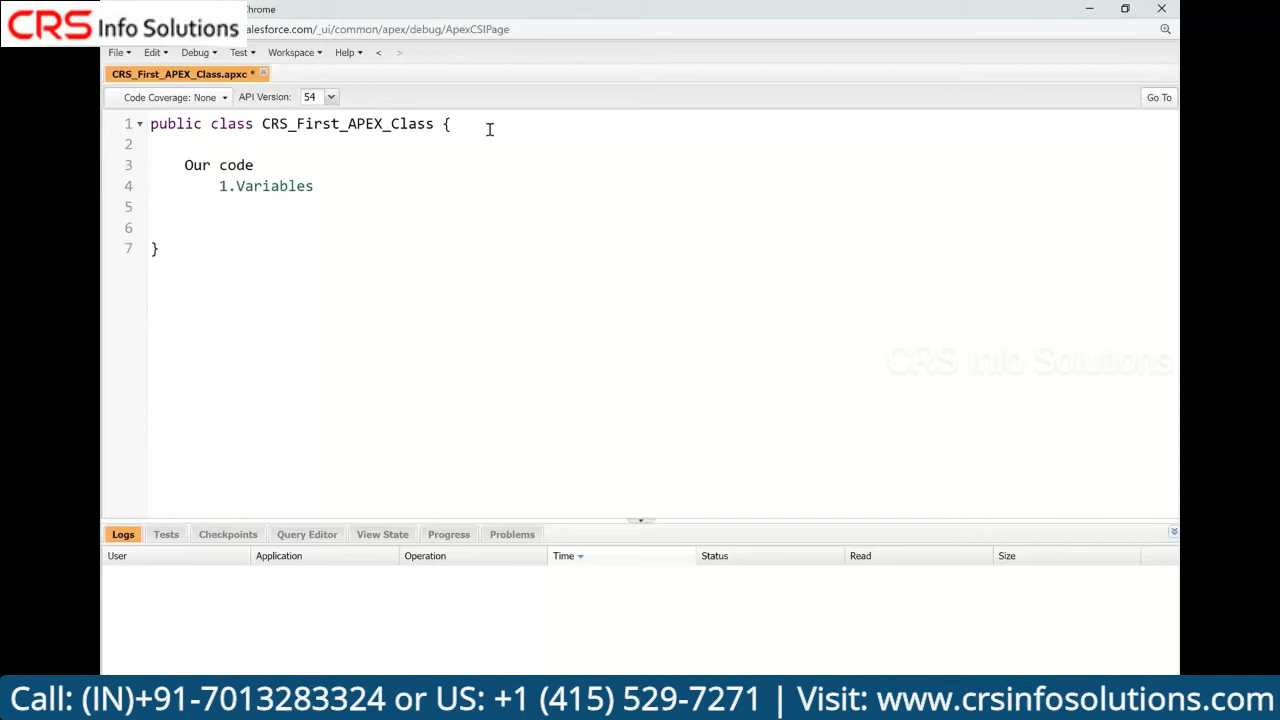 CRS Info Solutions
hrome
alesforce.com/_ui/common/apex/debug/ApexCSIPage
File Edit Debug Test Workspace Help < >
CRS_First_APEX_Class.apxc *
Code Coverage: None API Version: 54 Go To
1 public class CRS_First_APEX_Class {
2
3 Our code
4 1.Variables
5
6
7 }
CRS Info Solutions
Logs Tests Checkpoints Query Editor View State Progress Problems
User Application Operation Time Status Read Size
Call: (IN)+91-7013283324 or US: +1 (415) 529-7271 | Visit: www.crsinfosolutions.com